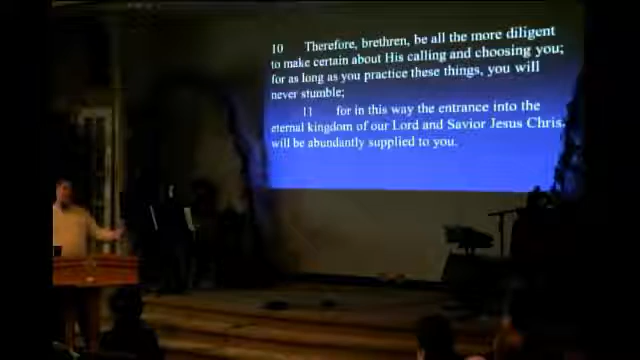 10 Therefore, brethren, be all the more diligent
to make certain about His calling and choosing you;
for as long as you practice these things, you will
never stumble;
11 for in this way the entrance into the
eternal kingdom of our Lord and Savior Jesus Chris.
will be abundantly supplied to you.